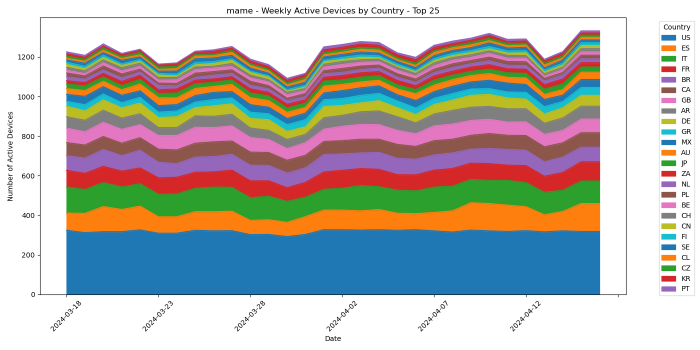 mame - Weekly Active Devices by Country - Top 25
Number of Active Devices
1200
1000
800
600
400
200
0
2024-03-18
2024-03-23
2024-03-28
2024-04-02
2024-04-07
2024-04-12
Date
Country
US
ES
IT
FR
BR
CA
GB
AR
DE
GR
MX
AU
JP
ZA
NL
PL
BE
CH
CN
FI
SE
CL
CZ
KR
PT